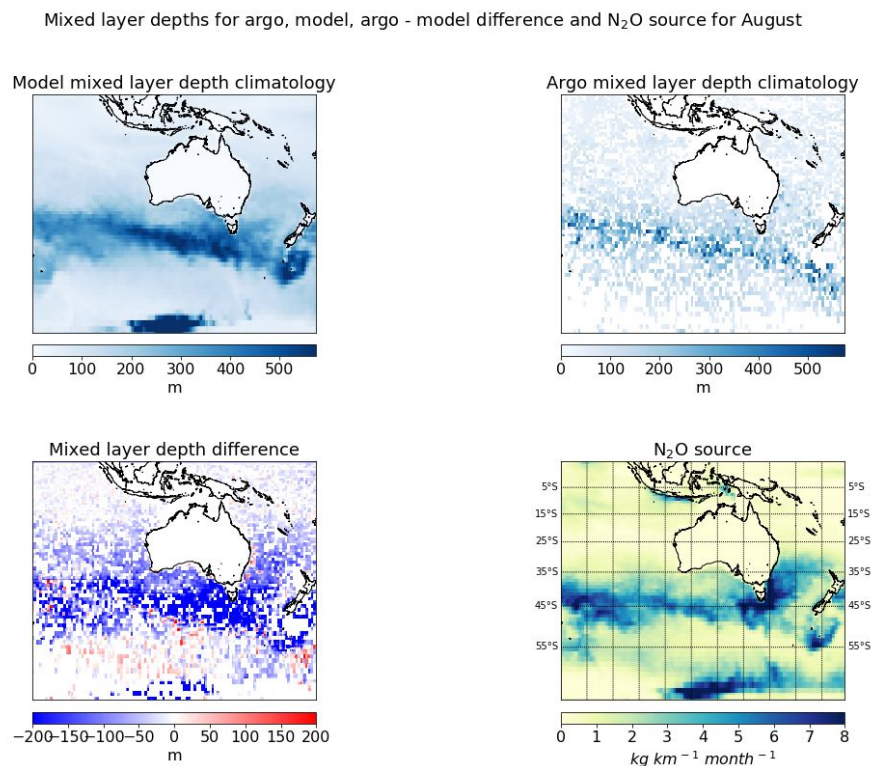 Mixed layer depths for argo, model, argo - model difference and N₂O source for August
Model mixed layer depth climatology
0 100 200 300 400 500
m
Argo mixed layer depth climatology
0 100 200 300 400 500
m
Mixed layer depth difference
−200 −150 −100 −50 0 50 100 150 200
m
N₂O source
5°S 5°S
15°S 15°S
25°S 25°S
35°S 35°S
45°S 45°S
55°S 55°S
0 1 2 3 4 5 6 7 8
kg km⁻¹ month⁻¹